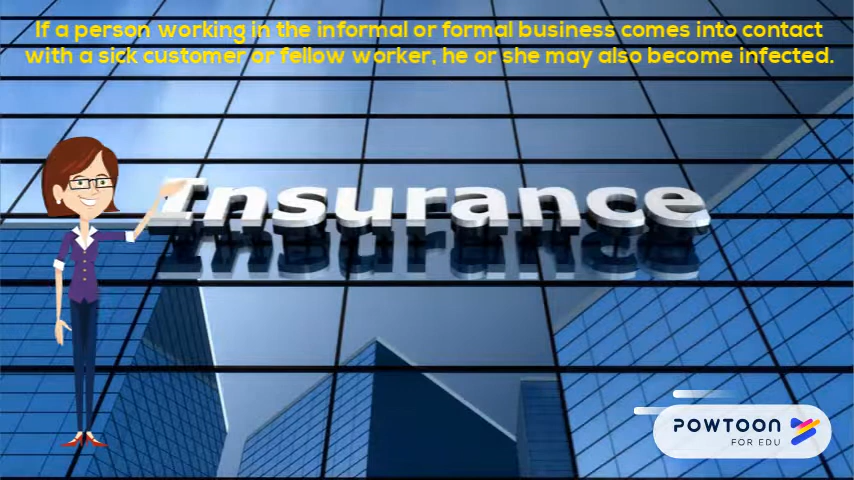 If a person working in the informal or formal business comes into contact
with a sick customer or fellow worker, he or she may also become infected.
Insurance
POWTOON
FOR EDU